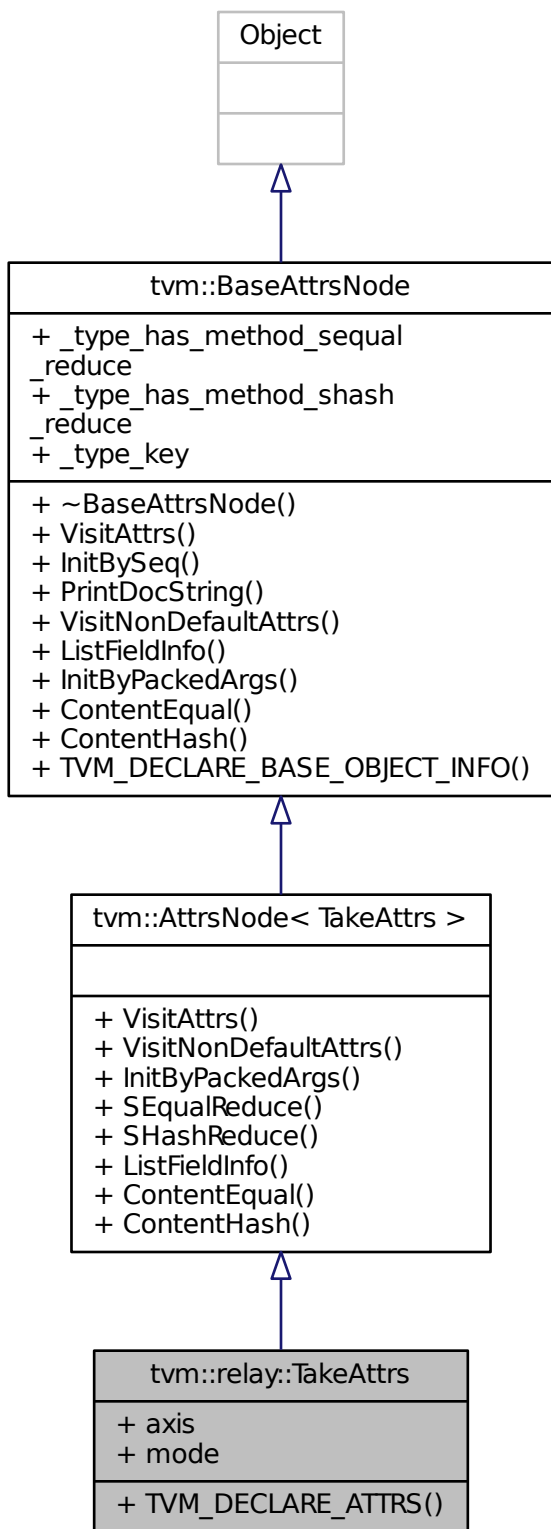 Object
tvm::BaseAttrsNode
+ _type_has_method_sequal
_reduce
+ _type_has_method_shash
_reduce
+ _type_key
+ ~BaseAttrsNode()
+ VisitAttrs()
+ InitBySeq()
+ PrintDocString()
+ VisitNonDefaultAttrs()
+ ListFieldInfo()
+ InitByPackedArgs()
+ ContentEqual()
+ ContentHash()
+ TVM_DECLARE_BASE_OBJECT_INFO()
tvm::AttrsNode< TakeAttrs >
+ VisitAttrs()
+ VisitNonDefaultAttrs()
+ InitByPackedArgs()
+ SEqualReduce()
+ SHashReduce()
+ ListFieldInfo()
+ ContentEqual()
+ ContentHash()
tvm::relay::TakeAttrs
+ axis
+ mode
+ TVM_DECLARE_ATTRS()